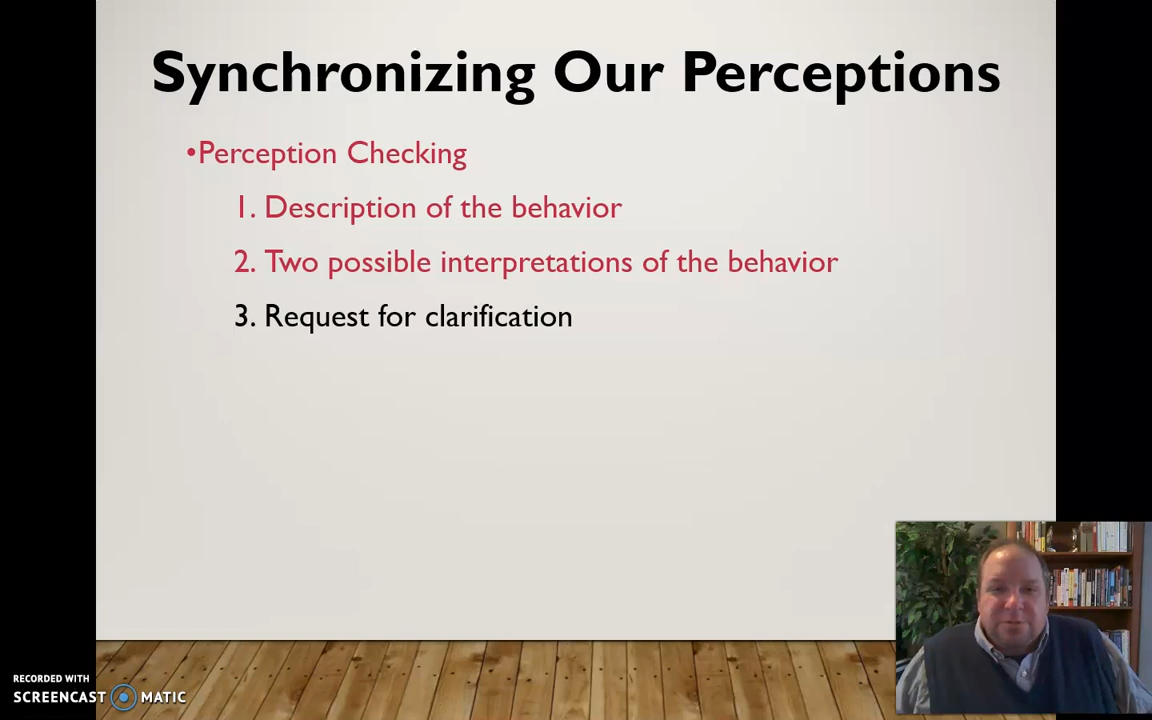 Synchronizing Our Perceptions
•Perception Checking
1. Description of the behavior
2. Two possible interpretations of the behavior
3. Request for clarification
RECORDED WITH
SCREENCAST MATIC